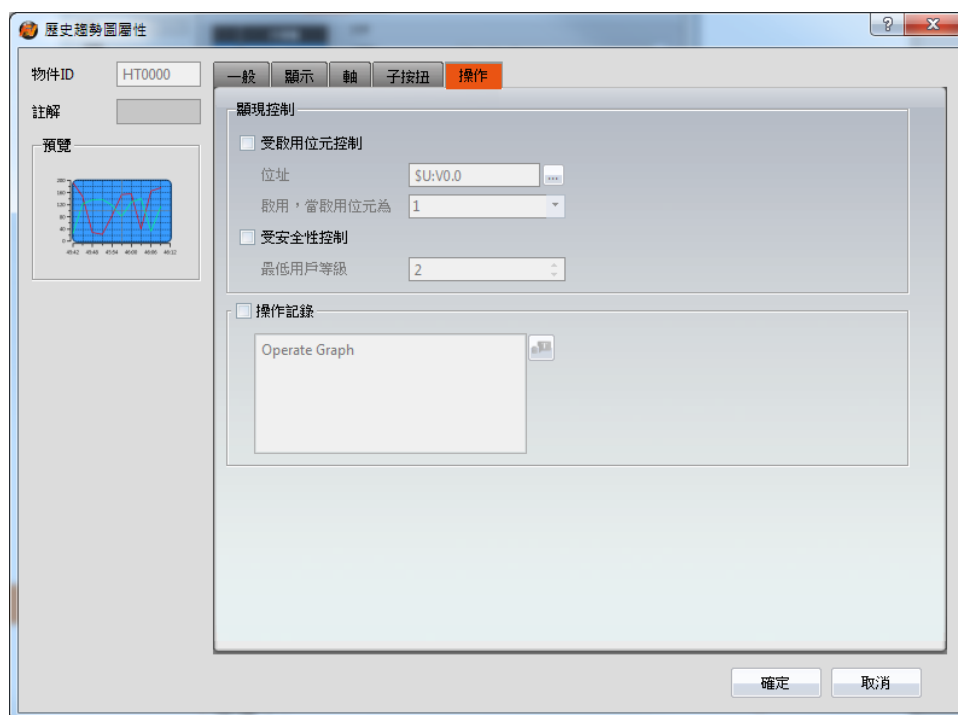 歷史趨勢圖屬性
物件ID HT0000
註解
預覽
一般 顯示 軸 子按扭 操作
顯現控制
受啟用位元控制
位址 $U:V0.0 ...
啟用，當啟用位元為 1
受安全性控制
最低用戶等級 2
操作記錄
Operate Graph
確定 取消